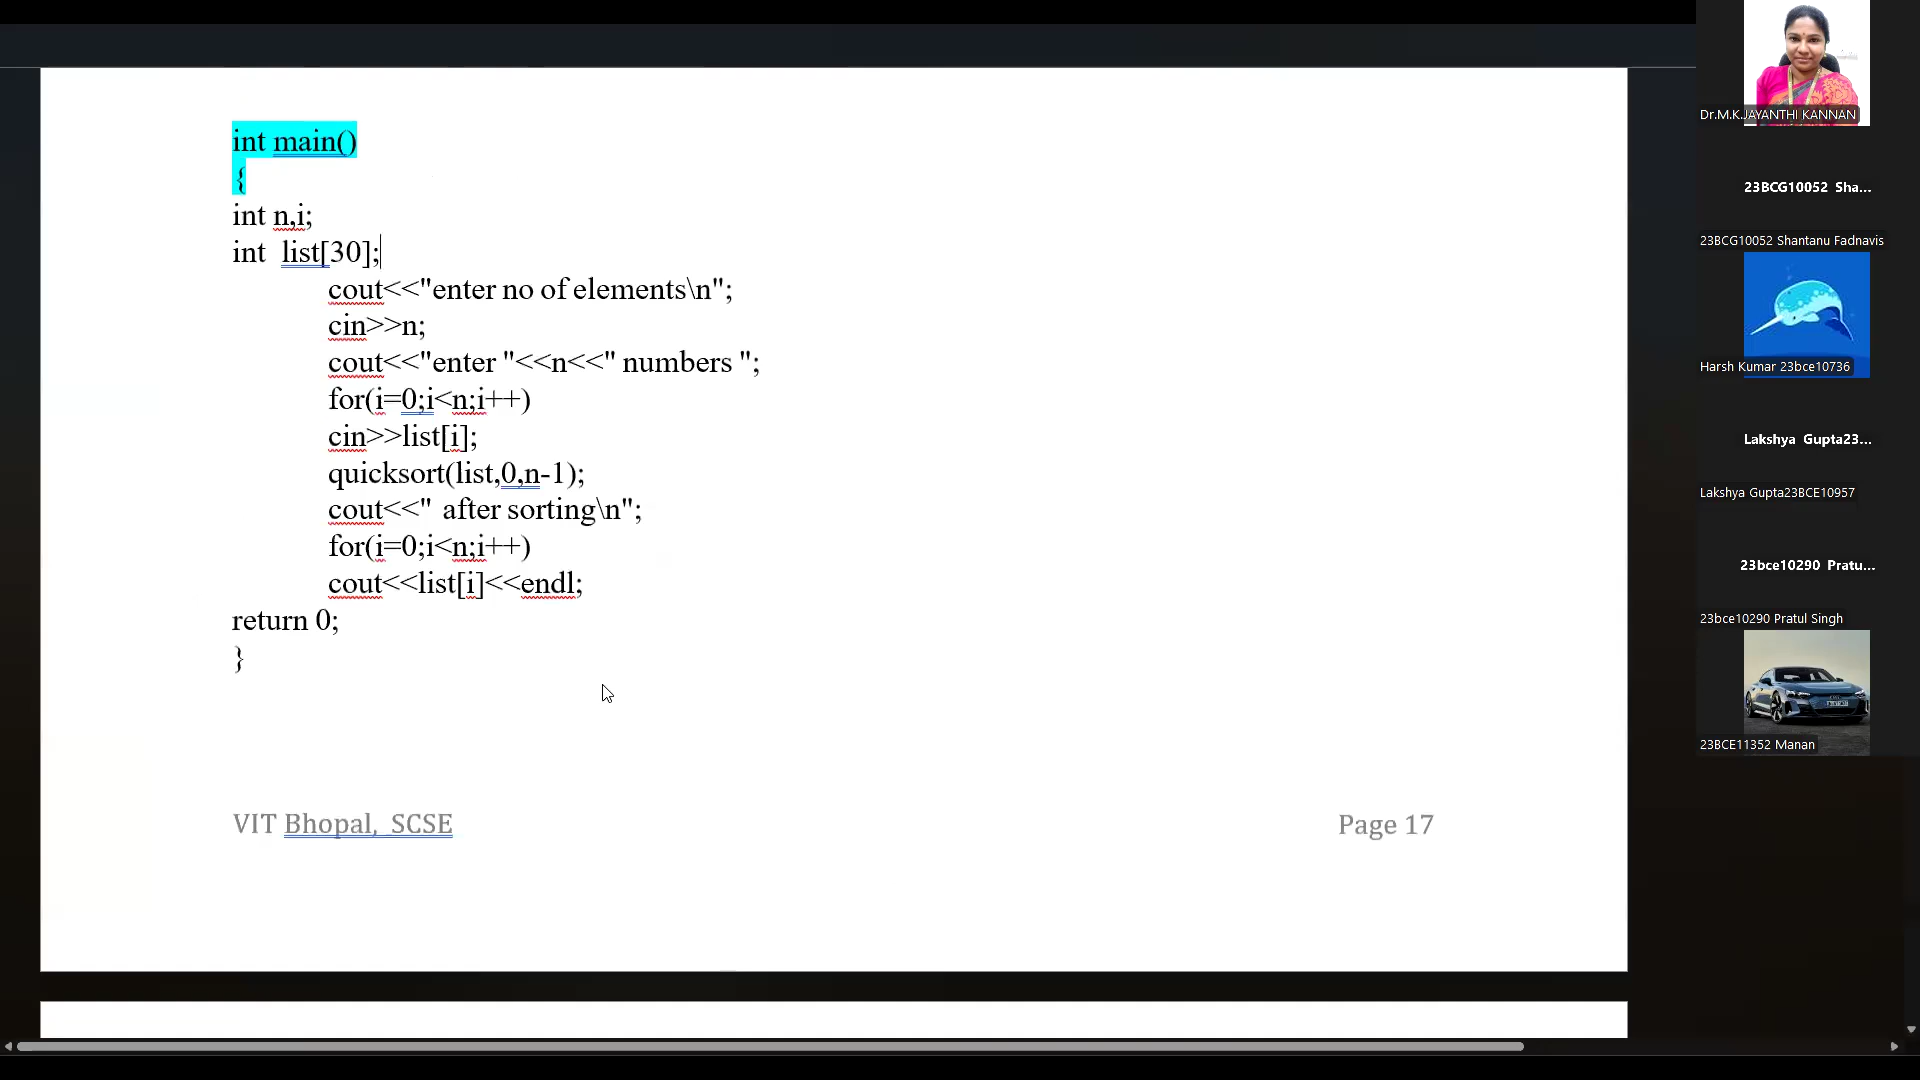 int main()
{
int n,i;
int  list[30];
cout<<"enter no of elements\n";
cin>>n;
cout<<"enter "<<n<<" numbers ";
for(i=0;i<n;i++)
cin>>list[i];
quicksort(list,0,n-1);
cout<<"  after sorting\n";
for(i=0;i<n;i++)
cout<<list[i]<<endl;
return 0;
}
VIT Bhopal,  SCSE
Page 17
Dr.M.K.JAYANTHI KANNAN
23BCG10052 Sha...
23BCG10052 Shantanu Fadnavis
Harsh Kumar 23bce10736
Lakshya Gupta23...
Lakshya Gupta23BCE10957
23bce10290 Pratu...
23bce10290 Pratul Singh
23BCE11352 Manan